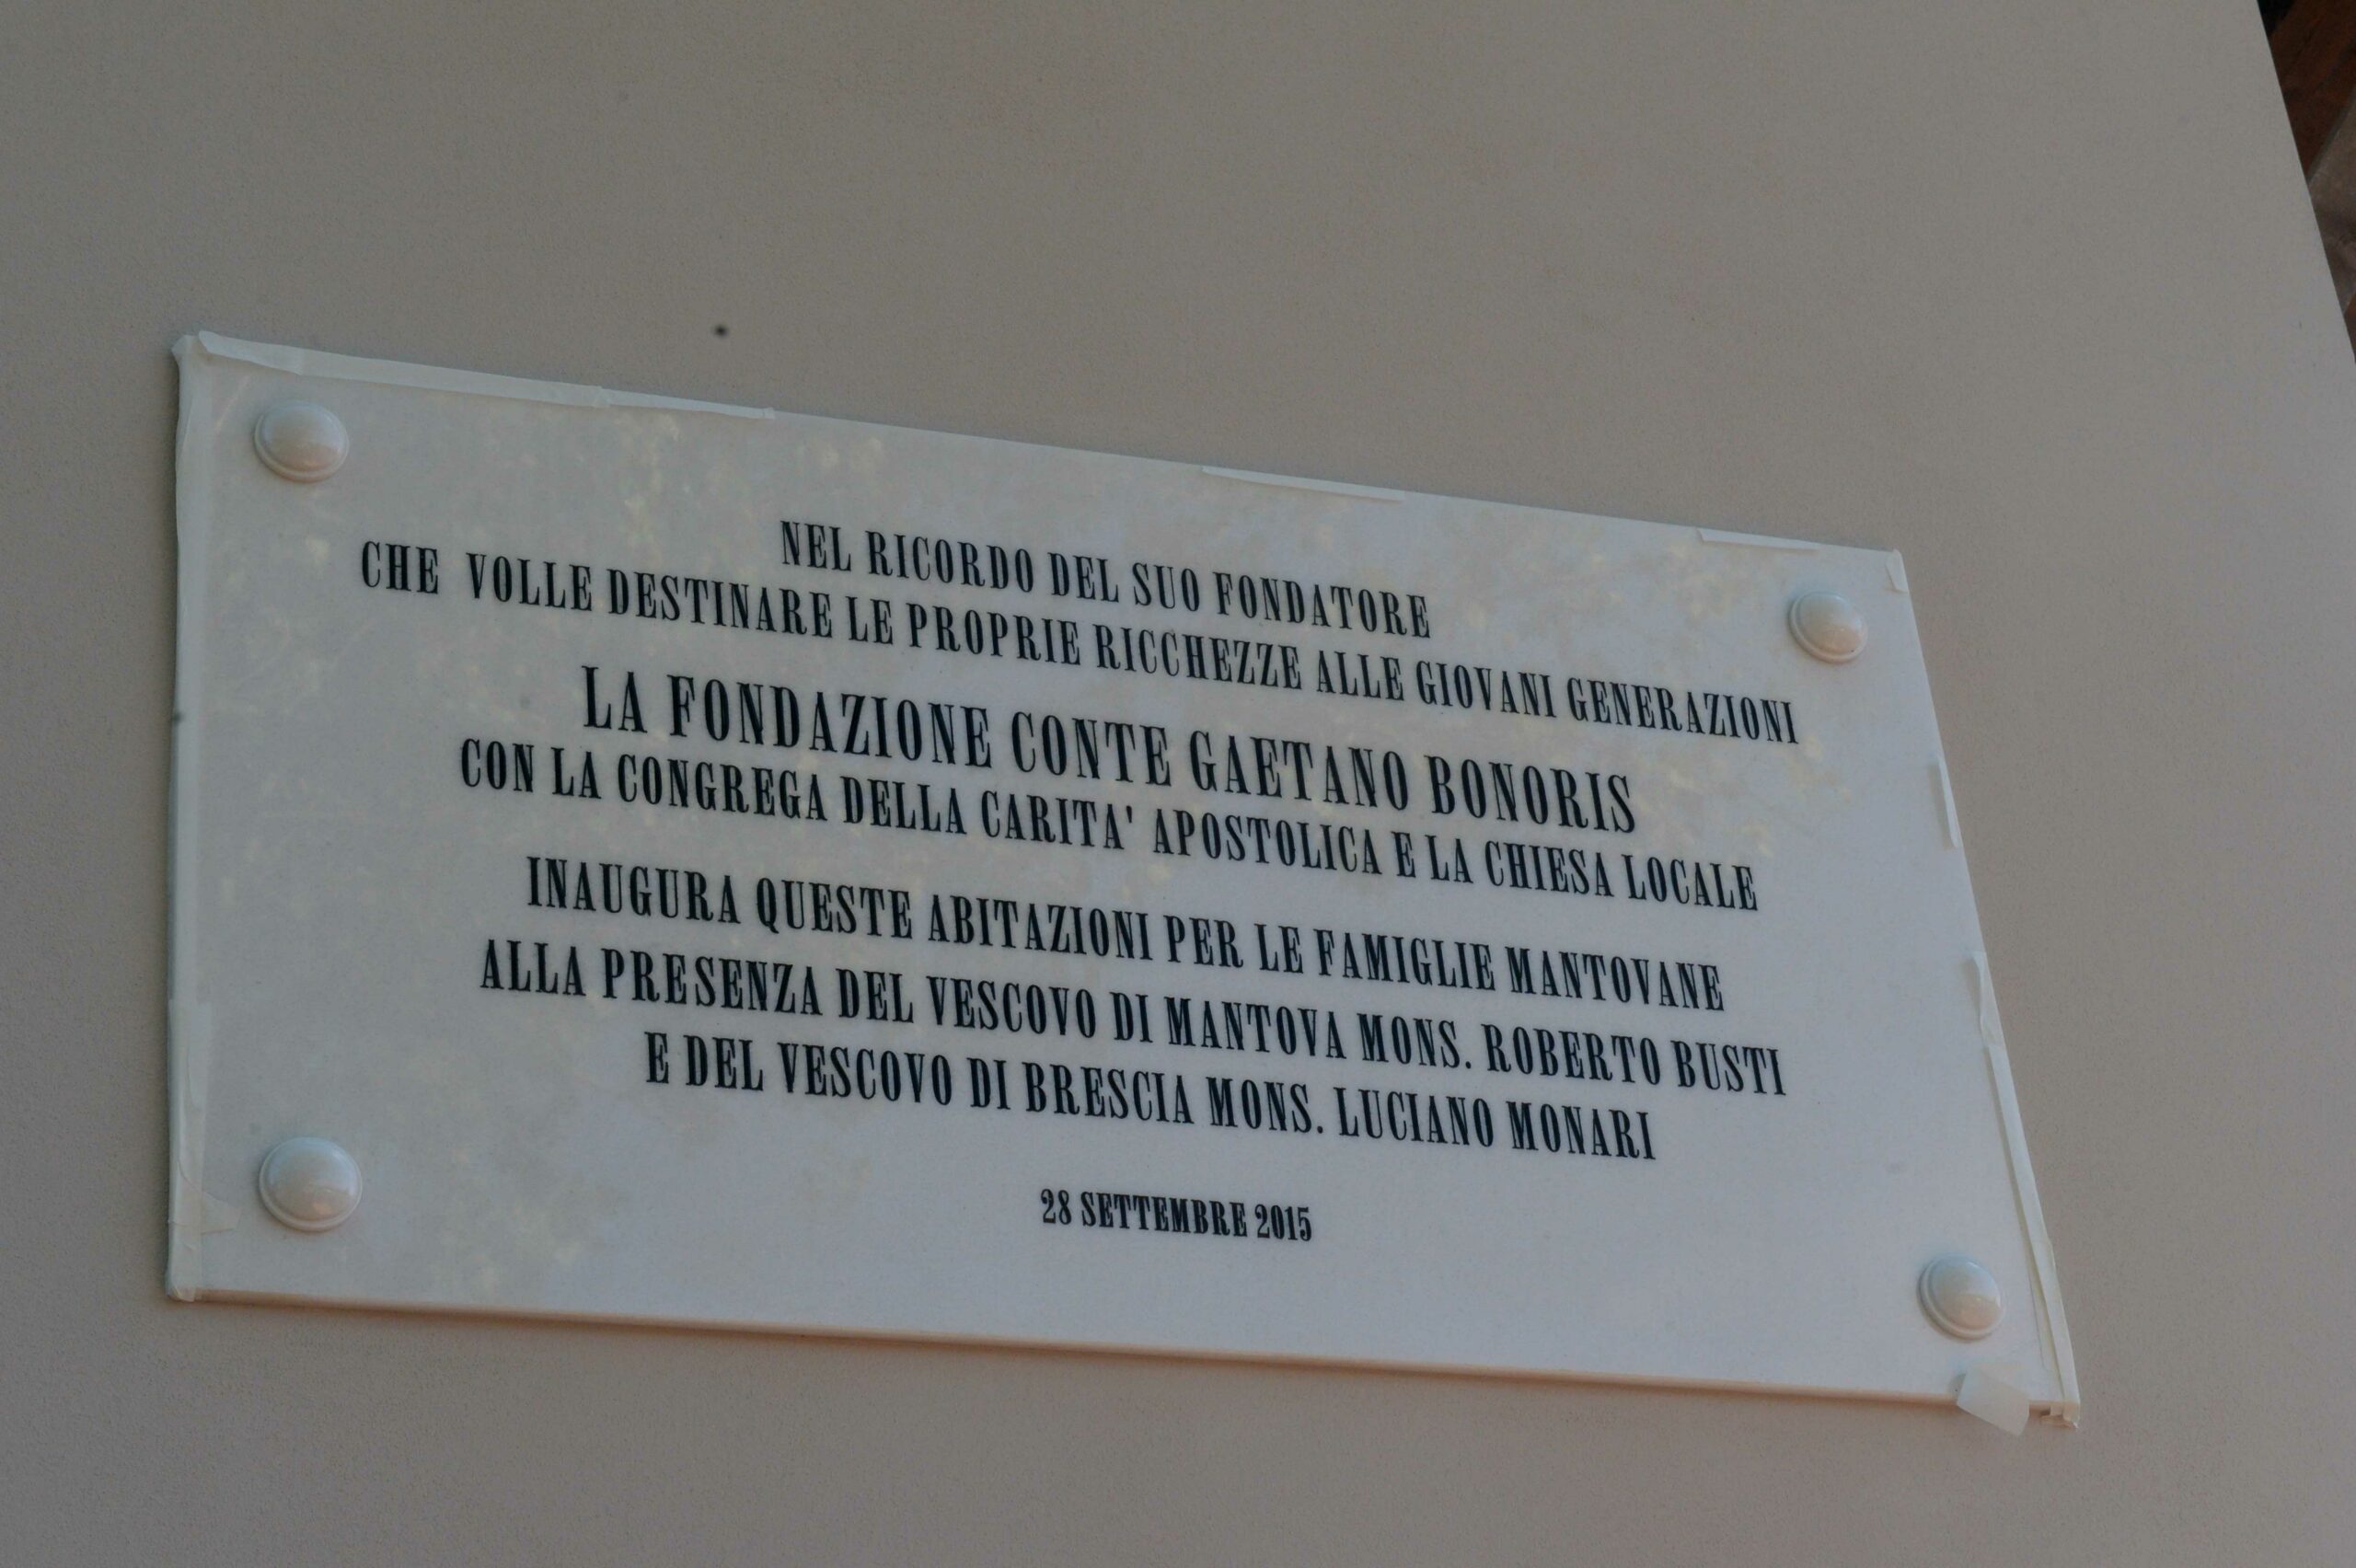 NEL RICORDO DEL SUO FONDATORE
CHE VOLLE DESTINARE LE PROPRIE RICCHEZZE ALLE GIOVANI GENERAZIONI
LA FONDAZIONE CONTE GAETANO BONORIS
CON LA CONGREGA DELLA CARITA' APOSTOLICA E LA CHIESA LOCALE
INAUGURA QUESTE ABITAZIONI PER LE FAMIGLIE MANTOVANE
ALLA PRESENZA DEL VESCOVO DI MANTOVA MONS. ROBERTO BUSTI
E DEL VESCOVO DI BRESCIA MONS. LUCIANO MONARI
28 SETTEMBRE 2015